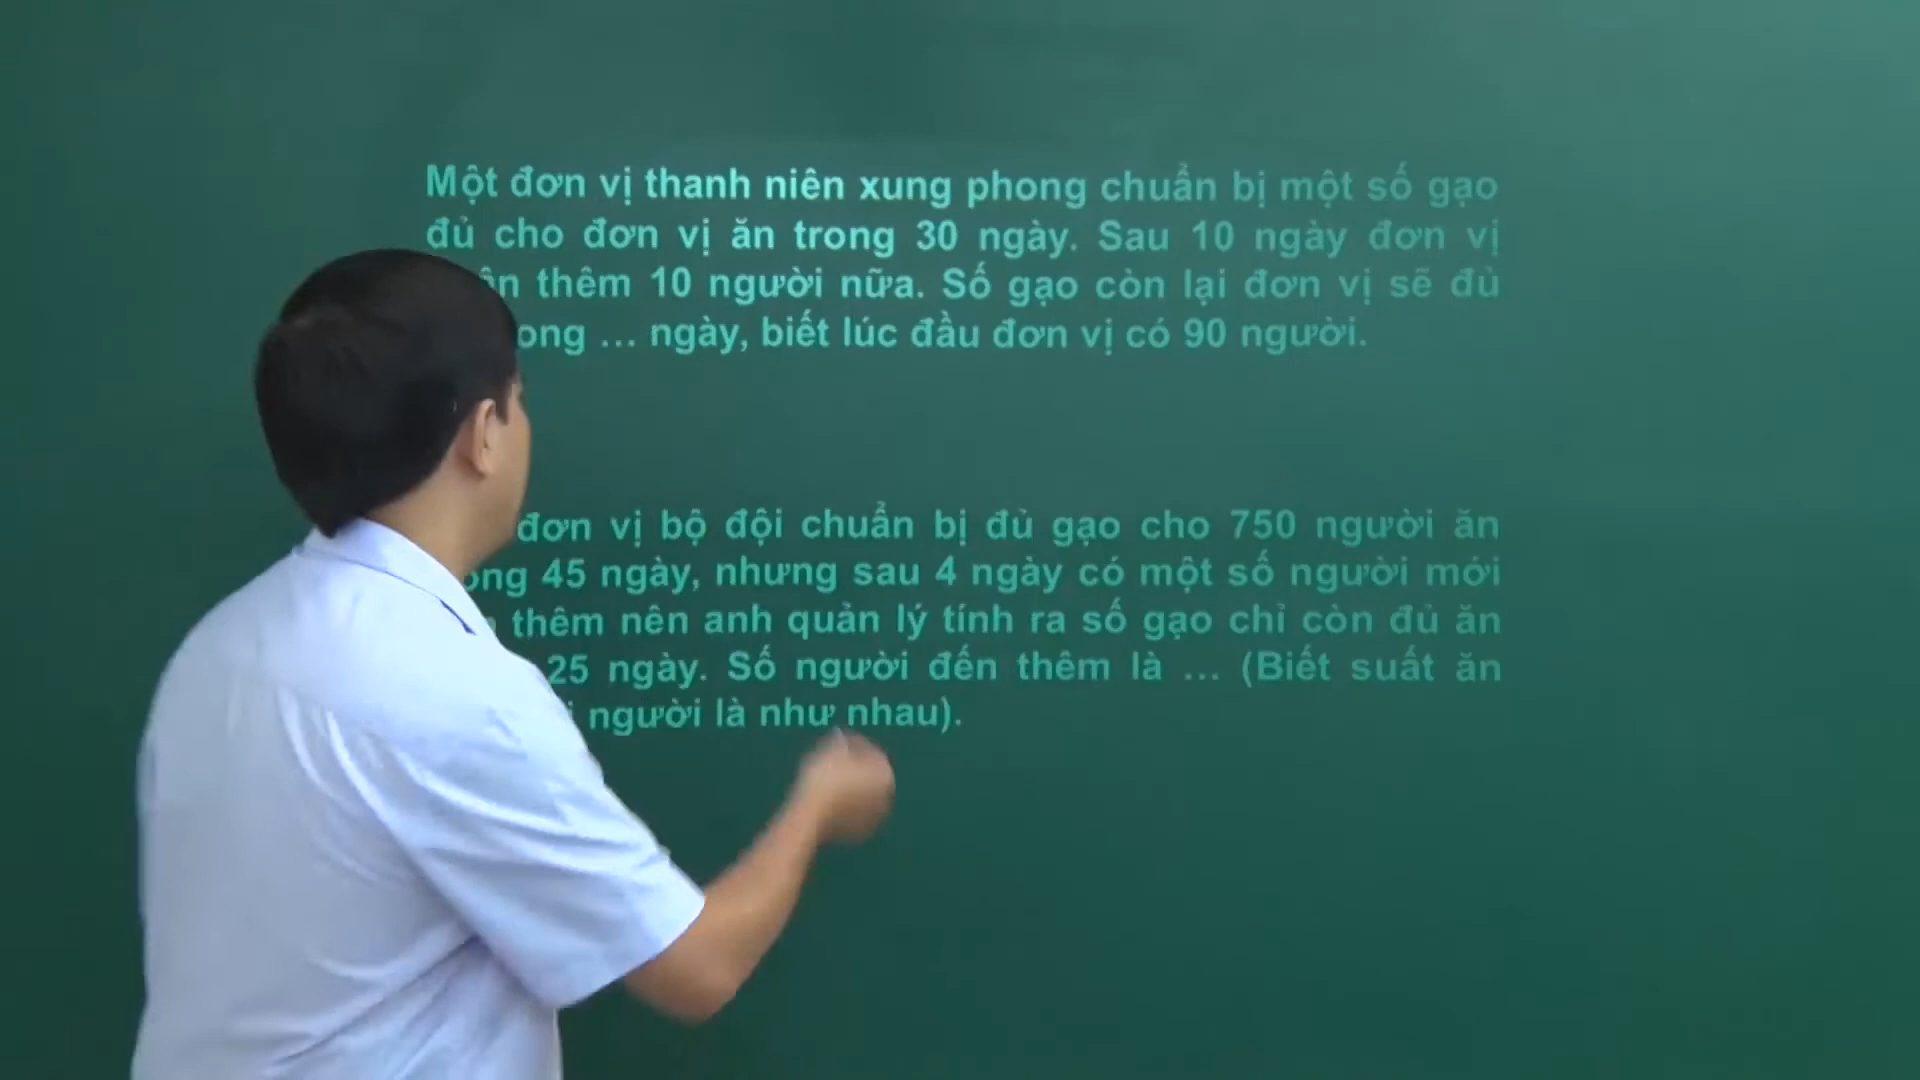 Một đơn vị thanh niên xung phong chuẩn bị một số gạo
đủ cho đơn vị ăn trong 30 ngày. Sau 10 ngày đơn vị
thêm 10 người nữa. Số gạo còn lại đơn vị sẽ đủ
... ngày, biết lúc đầu đơn vị có 90 người.
đơn vị bộ đội chuẩn bị đủ gạo cho 750 người ăn
45 ngày, nhưng sau 4 ngày có một số người mới
thêm nên anh quản lý tính ra số gạo chỉ còn đủ ăn
25 ngày. Số người đến thêm là ... (Biết suất ăn
người là như nhau).